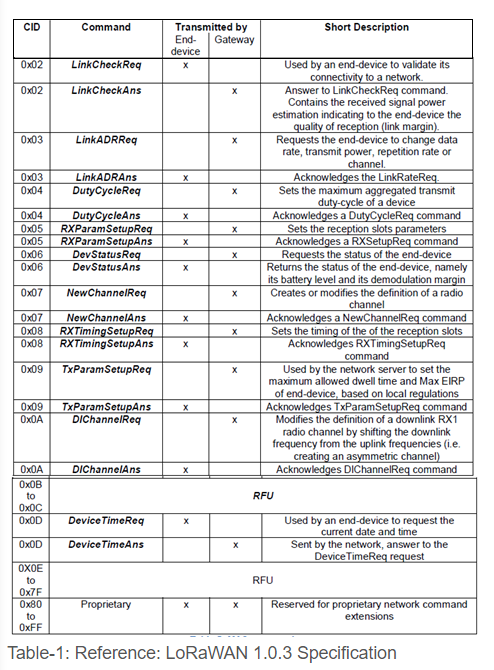 CID Command Transmitted by Short Description
End-device Gateway
0x02 LinkCheckReq x Used by an end-device to validate its
connectivity to a network.
0x02 LinkCheckAns x Answer to LinkCheckReq command.
Contains the received signal power
estimation indicating to the end-device the
quality of reception (link margin).
0x03 LinkADRReq x Requests the end-device to change data
rate, transmit power, repetition rate or
channel.
0x03 LinkADRAns x Acknowledges the LinkRateReq.
0x04 DutyCycleReq x Sets the maximum aggregated transmit
duty-cycle of a device
0x04 DutyCycleAns x Acknowledges a DutyCycleReq command
0x05 RXParamSetupReq x Sets the reception slots parameters
0x05 RXParamSetupAns x Acknowledges a RXSetupReq command
0x06 DevStatusReq x Requests the status of the end-device
0x06 DevStatusAns x Returns the status of the end-device, namely
its battery level and its demodulation margin
0x07 NewChannelReq x Creates or modifies the definition of a radio
channel
0x07 NewChannelAns x Acknowledges a NewChannelReq command
0x08 RXTimingSetupReq x Sets the timing of the of the reception slots
0x08 RXTimingSetupAns x Acknowledges RXTimingSetupReq
command
0x09 TxParamSetupReq x Used by the network server to set the
maximum allowed dwell time and Max EIRP
of end-device, based on local regulations
0x09 TxParamSetupAns x Acknowledges TxParamSetupReq command
0x0A DlChannelReq x Modifies the definition of a downlink RX1
radio channel by shifting the downlink
frequency from the uplink frequencies (i.e.
creating an asymmetric channel)
0x0A DlChannelAns x Acknowledges DlChannelReq command
0x0B
to RFU
0x0C
0x0D DeviceTimeReq x Used by an end-device to request the
current date and time
0x0D DeviceTimeAns x Sent by the network, answer to the
DeviceTimeReq request
0X0E
to RFU
0x7F
0x80 Proprietary x x Reserved for proprietary network command
to extensions
0xFF
Table-1: Reference: LoRaWAN 1.0.3 Specification